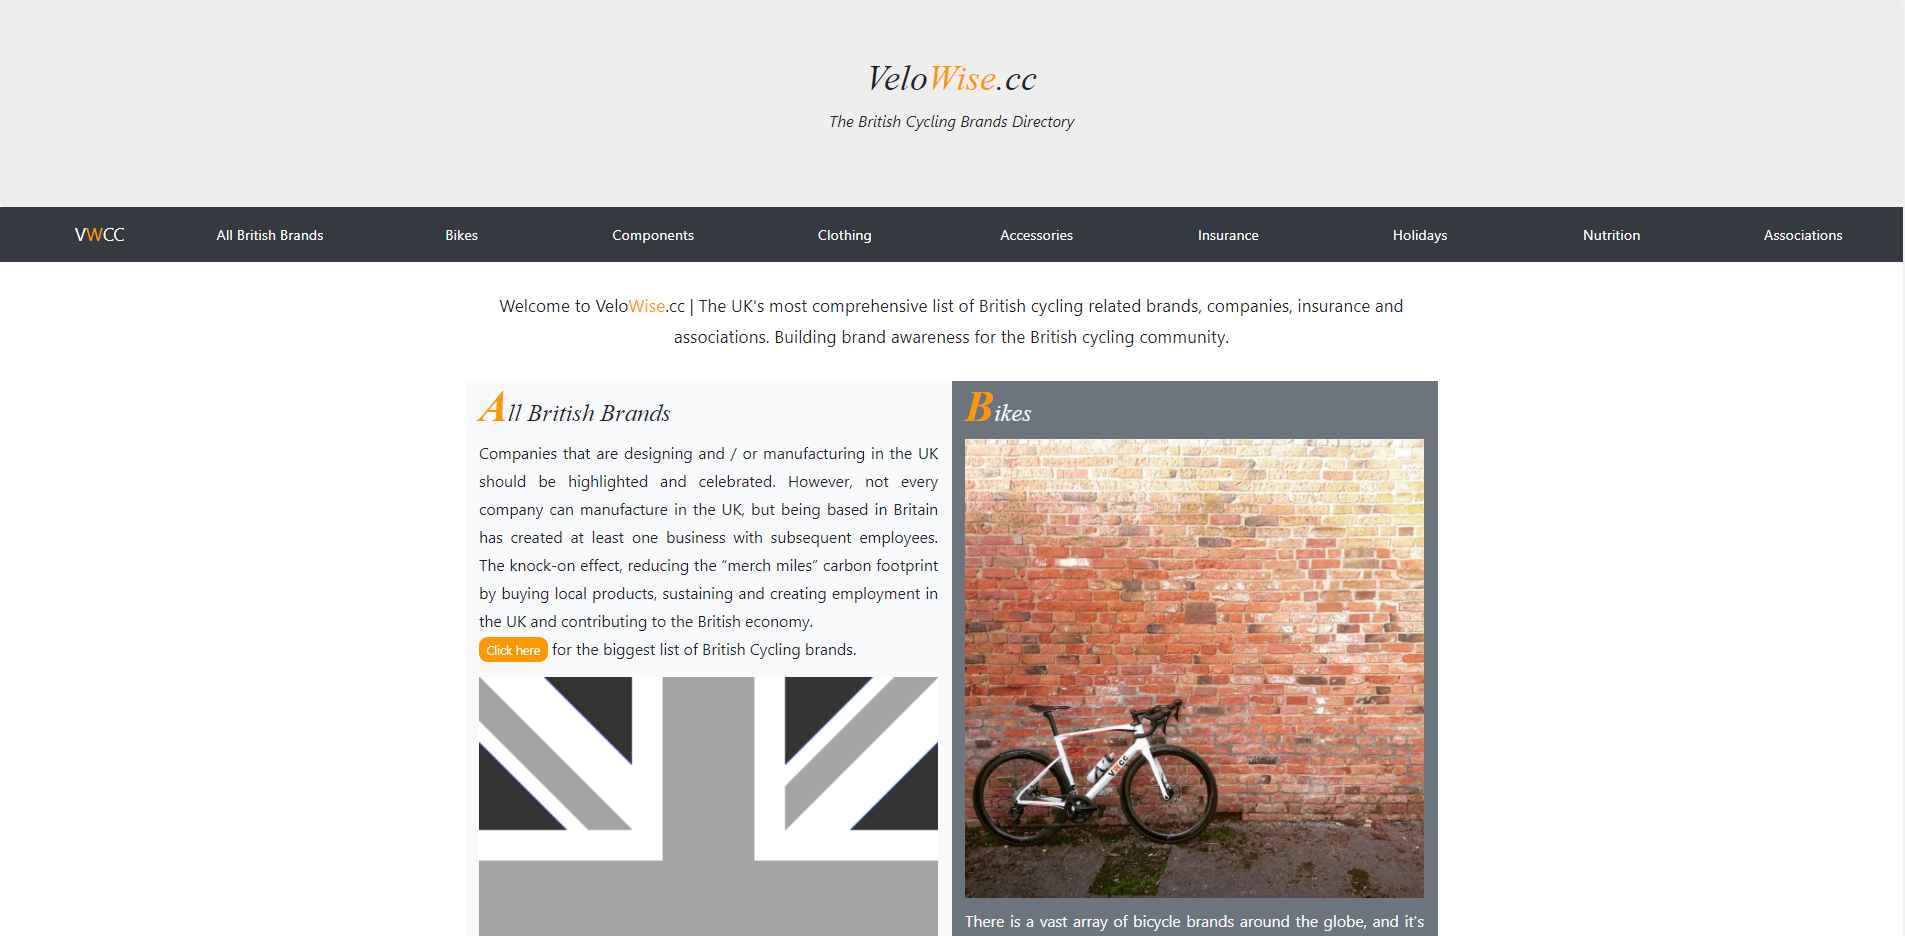 VeloWise.cc
The British Cycling Brands Directory
VWCC All British Brands Bikes Components Clothing Accessories Insurance Holidays Nutrition Associations
Welcome to VeloWise.cc | The UK's most comprehensive list of British cycling related brands, companies, insurance and
associations. Building brand awareness for the British cycling community.
All British Brands
Companies that are designing and / or manufacturing in the UK
should be highlighted and celebrated. However, not every
company can manufacture in the UK, but being based in Britain
has created at least one business with subsequent employees.
The knock-on effect, reducing the “merch miles” carbon footprint
by buying local products, sustaining and creating employment in
the UK and contributing to the British economy.
Click here for the biggest list of British Cycling brands.
Bikes
VWCC
There is a vast array of bicycle brands around the globe, and it's